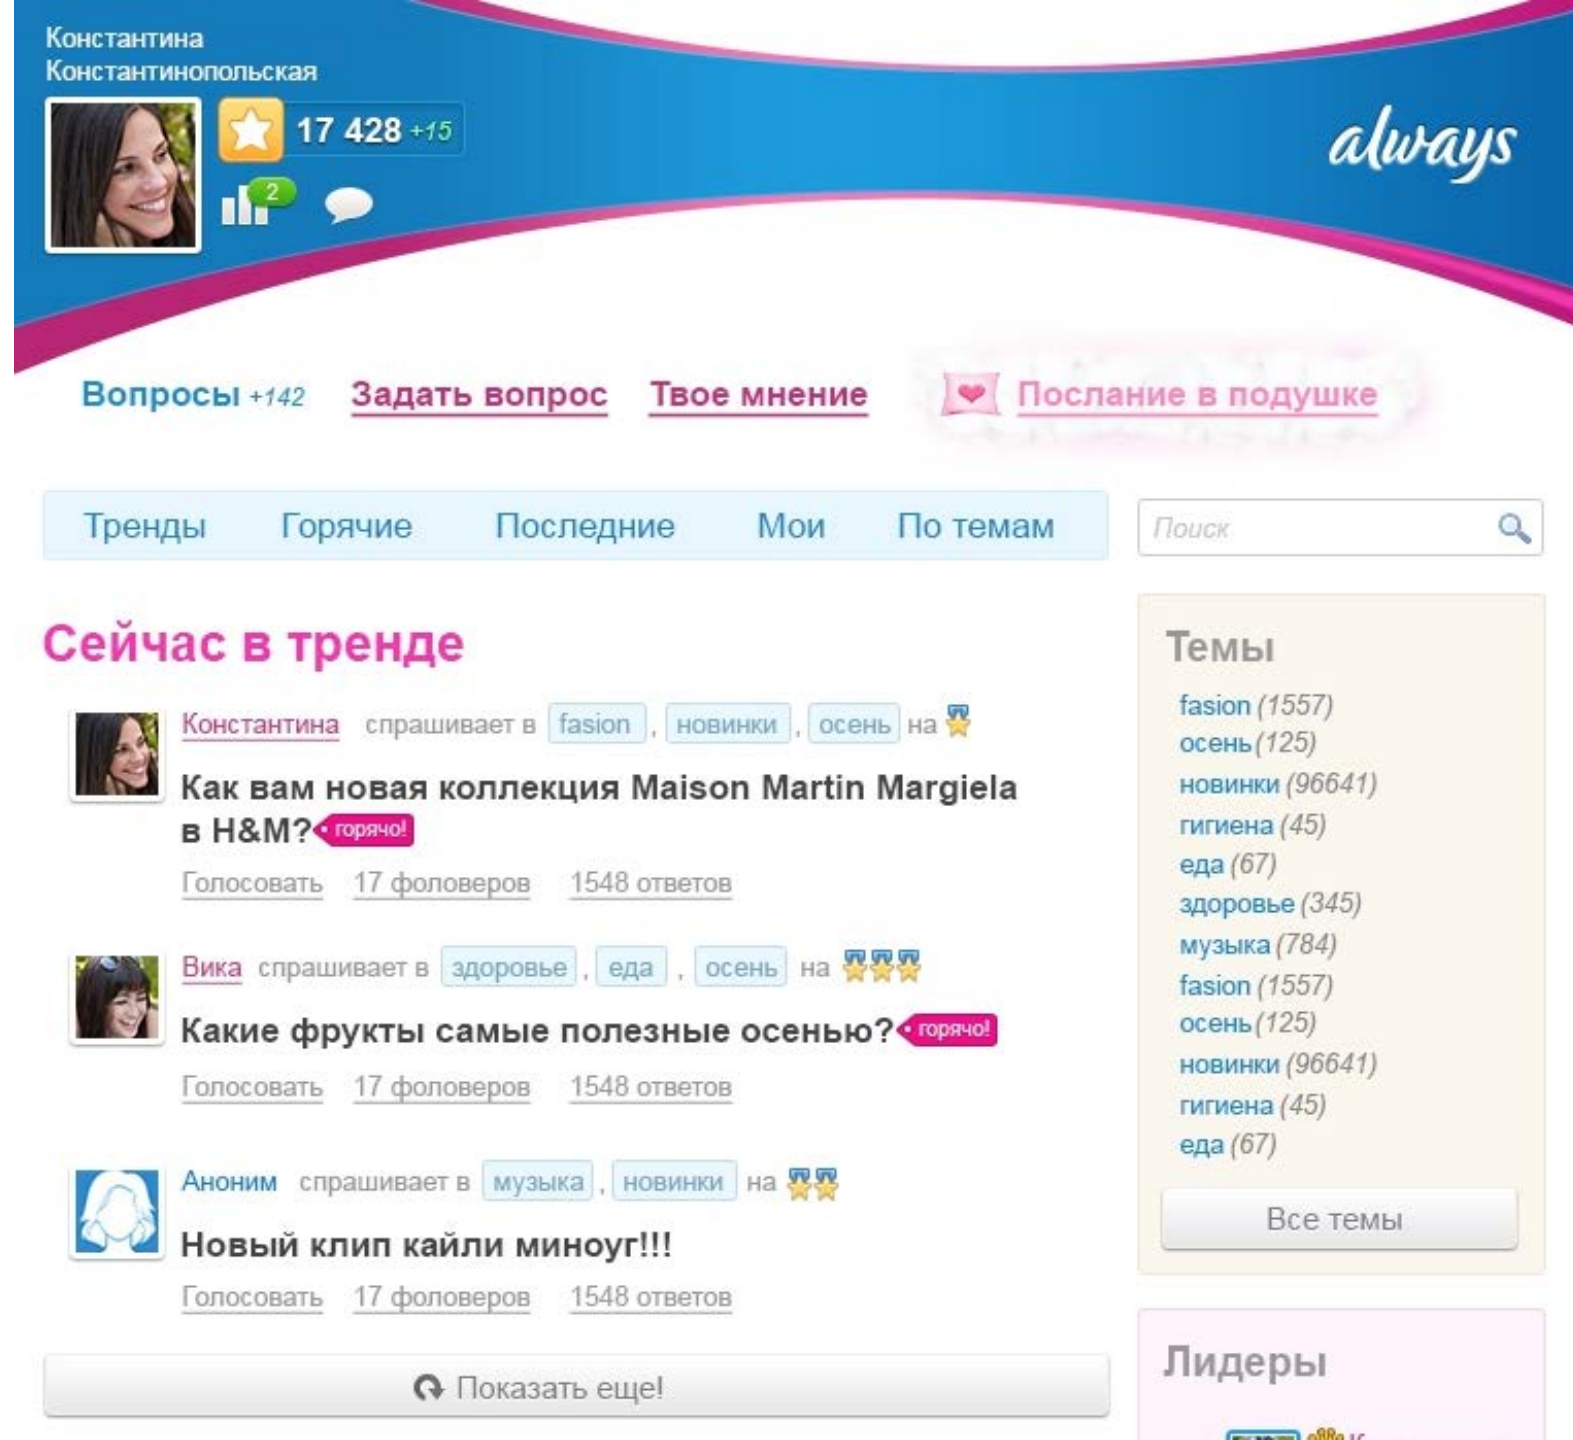 Константина
Константинопольская
17 428 +15
2
always
Вопросы +142 Задать вопрос Твое мнение Послание в подушке
Тренды Горячие Последние Мои По темам
Поиск
Сейчас в тренде
Константина спрашивает в fasion , новинки , осень на
Как вам новая коллекция Maison Martin Margiela
в H&M? горячо!
Голосовать 17 фоловеров 1548 ответов
Вика спрашивает в здоровье , еда , осень на
Какие фрукты самые полезные осенью? горячо!
Голосовать 17 фоловеров 1548 ответов
Аноним спрашивает в музыка , новинки на
Новый клип кайли миноуг!!!
Голосовать 17 фоловеров 1548 ответов
Показать еще!
Темы
fasion (1557)
осень (125)
новинки (96641)
гигиена (45)
еда (67)
здоровье (345)
музыка (784)
fasion (1557)
осень (125)
новинки (96641)
гигиена (45)
еда (67)
Все темы
Лидеры